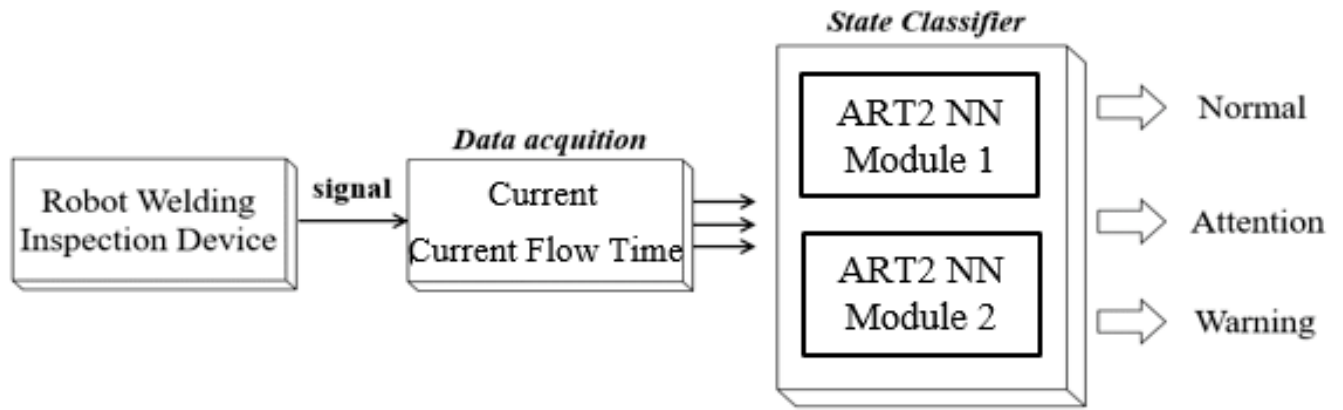 Robot Welding
Inspection Device
signal
Data acquition
Current
Current Flow Time
State Classifier
ART2 NN
Module 1
ART2 NN
Module 2
Normal
Attention
Warning